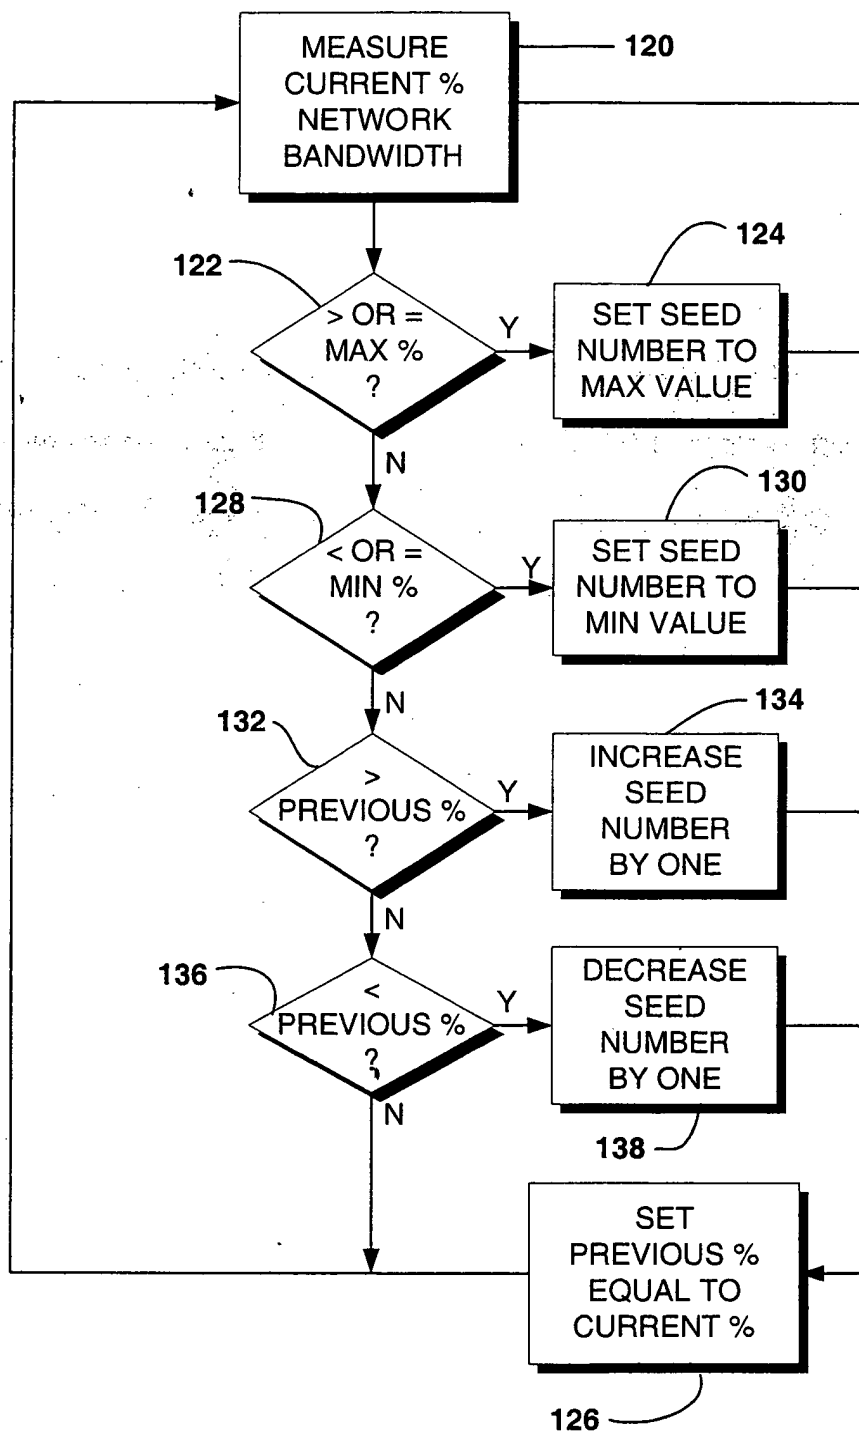 MEASURE
CURRENT %
NETWORK
BANDWIDTH
120
122
> OR =
MAX %
?
Y
N
124
SET SEED
NUMBER TO
MAX VALUE
128
< OR =
MIN %
?
Y
N
130
SET SEED
NUMBER TO
MIN VALUE
132
>
PREVIOUS %
?
Y
N
134
INCREASE
SEED
NUMBER
BY ONE
136
<
PREVIOUS %
?
Y
N
DECREASE
SEED
NUMBER
BY ONE
138
SET
PREVIOUS %
EQUAL TO
CURRENT %
126